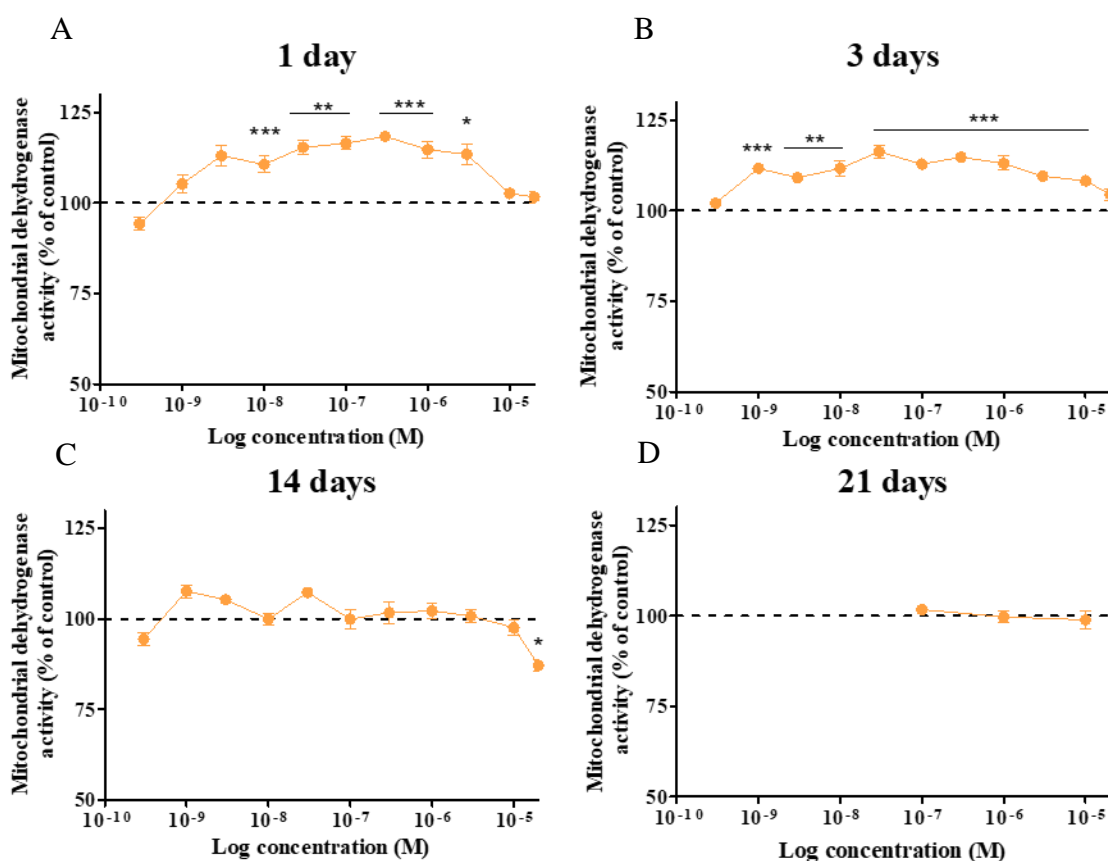 A
1 day
Mitochondrial dehydrogenase
activity (% of control)
125
100
75
50
***
**
***
*
10⁻¹⁰ 10⁻⁹ 10⁻⁸ 10⁻⁷ 10⁻⁶ 10⁻⁵
Log concentration (M)
B
3 days
Mitochondrial dehydrogenase
activity (% of control)
125
100
75
50
***
**
***
10⁻¹⁰ 10⁻⁹ 10⁻⁸ 10⁻⁷ 10⁻⁶ 10⁻⁵
Log concentration (M)
C
14 days
Mitochondrial dehydrogenase
activity (% of control)
125
100
75
50
*
10⁻¹⁰ 10⁻⁹ 10⁻⁸ 10⁻⁷ 10⁻⁶ 10⁻⁵
Log concentration (M)
D
21 days
Mitochondrial dehydrogenase
activity (% of control)
125
100
75
50
10⁻¹⁰ 10⁻⁹ 10⁻⁸ 10⁻⁷ 10⁻⁶ 10⁻⁵
Log concentration (M)